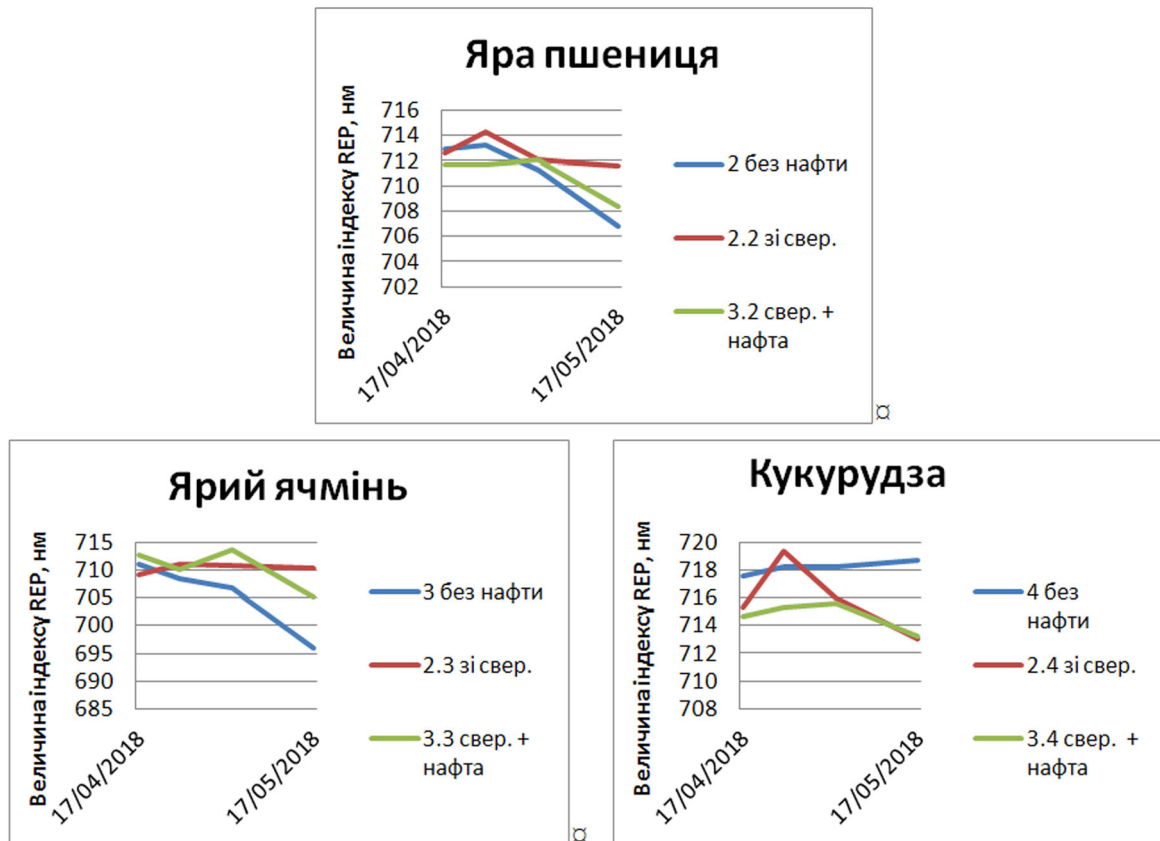 Яра пшениця
Величина індексу REP, нм
716
714
712
710
708
706
704
702
17/04/2018
17/05/2018
2 без нафти
2.2 зі свер.
3.2 свер. +
нафта
¤
Ярий ячмінь
Величина індексу REP, нм
715
710
705
700
695
690
685
17/04/2018
17/05/2018
3 без нафти
2.3 зі свер.
3.3 свер. +
нафта
¤
Кукурудза
Величина індексу REP, нм
720
718
716
714
712
710
708
17/04/2018
17/05/2018
4 без
нафти
2.4 зі свер.
3.4 свер. +
нафта